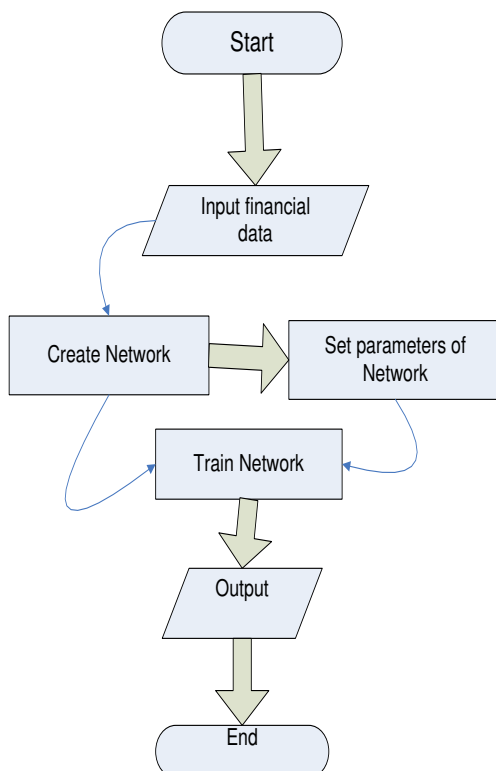 Start
Input financial
data
Create Network
Set parameters of
Network
Train Network
Output
End